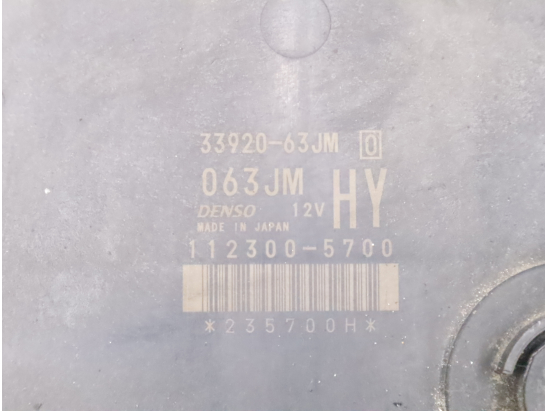 33920-63JM 0
063JM HY
DENSO 12V
MADE IN JAPAN
112300-5700
*235700H*